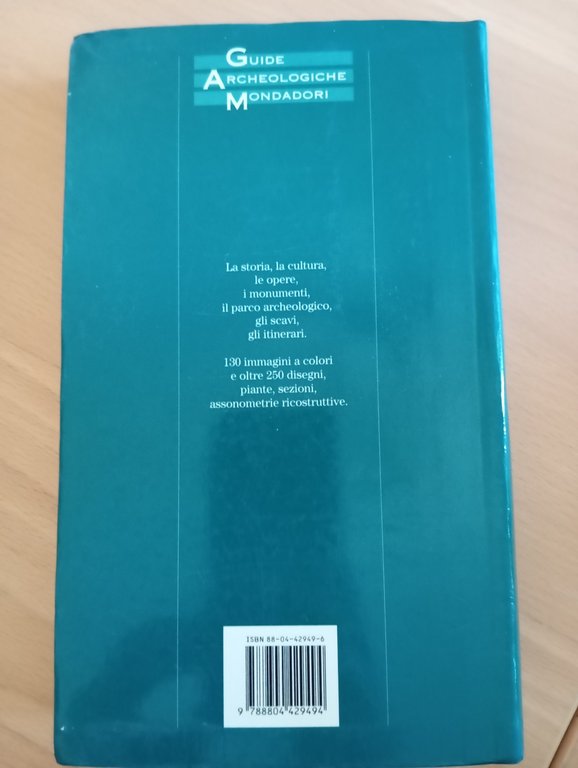 GUIDE
ARCHEOLOGICHE
MONDADORI
La storia, la cultura,
le opere,
i monumenti,
il parco archeologico,
gli scavi,
gli itinerari.
130 immagini a colori
e oltre 250 disegni,
piante, sezioni,
assonometrie ricostruttive.
ISBN 88-04-42949-6
9 788804 429494